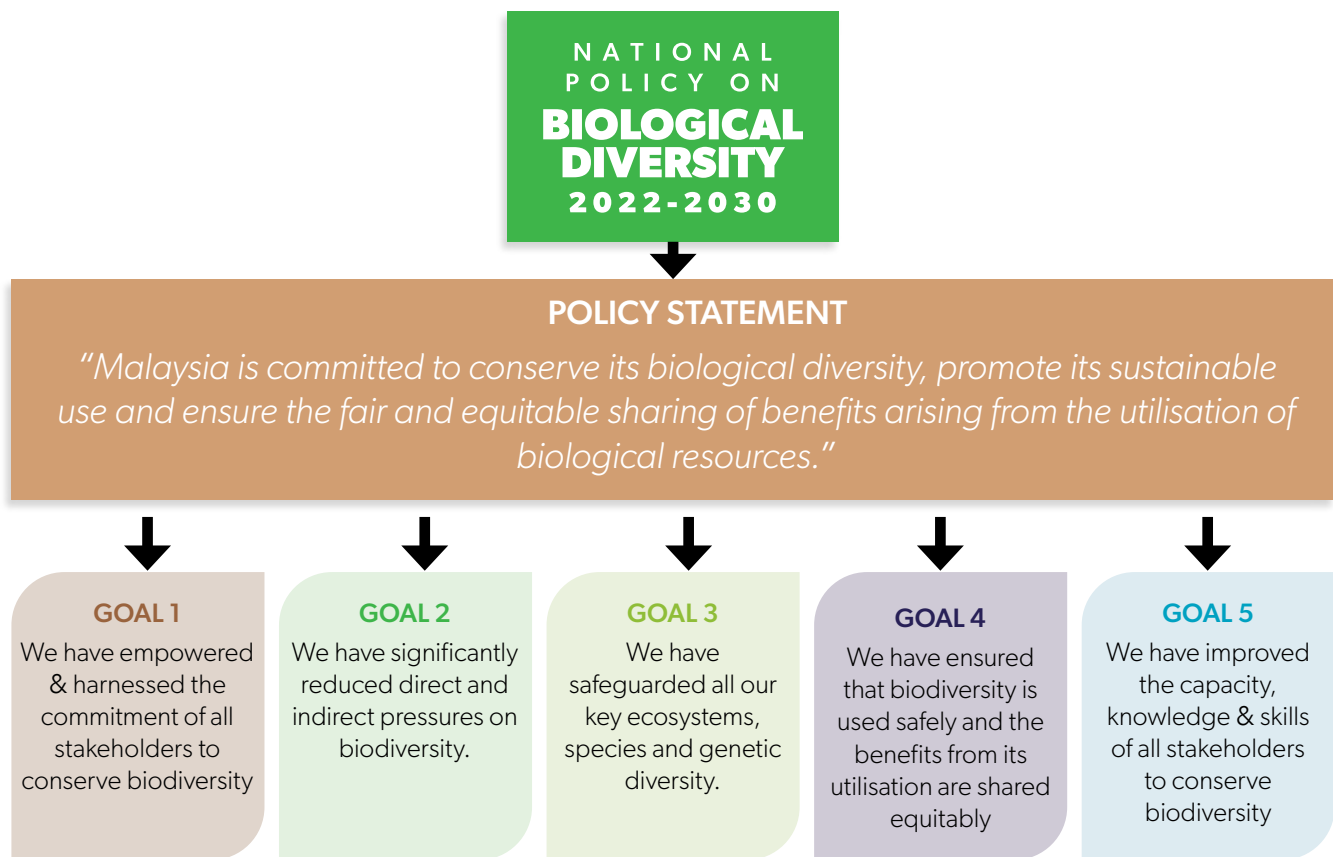 NATIONAL
POLICY ON
BIOLOGICAL
DIVERSITY
2022-2030
POLICY STATEMENT
“Malaysia is committed to conserve its biological diversity, promote its sustainable
use and ensure the fair and equitable sharing of benefits arising from the utilisation of
biological resources.”
GOAL 1
We have empowered
& harnessed the
commitment of all
stakeholders to
conserve biodiversity
GOAL 2
We have significantly
reduced direct and
indirect pressures on
biodiversity.
GOAL 3
We have
safeguarded all our
key ecosystems,
species and genetic
diversity.
GOAL 4
We have ensured
that biodiversity is
used safely and the
benefits from its
utilisation are shared
equitably
GOAL 5
We have improved
the capacity,
knowledge & skills
of all stakeholders
to conserve
biodiversity